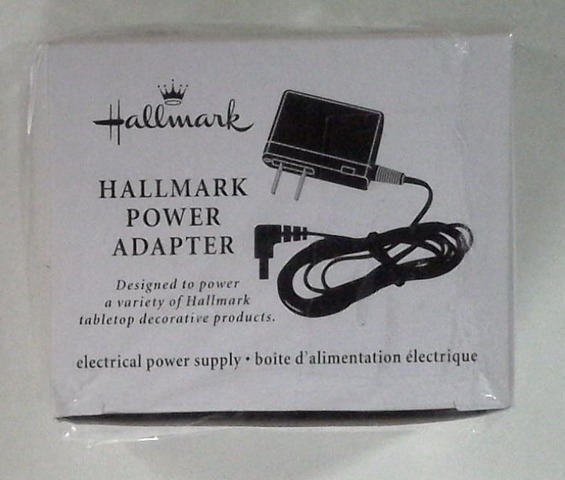 Hallmark
HALLMARK
POWER
ADAPTER
Designed to power
a variety of Hallmark
tabletop decorative products.
electrical power supply • boite d'alimentation électrique